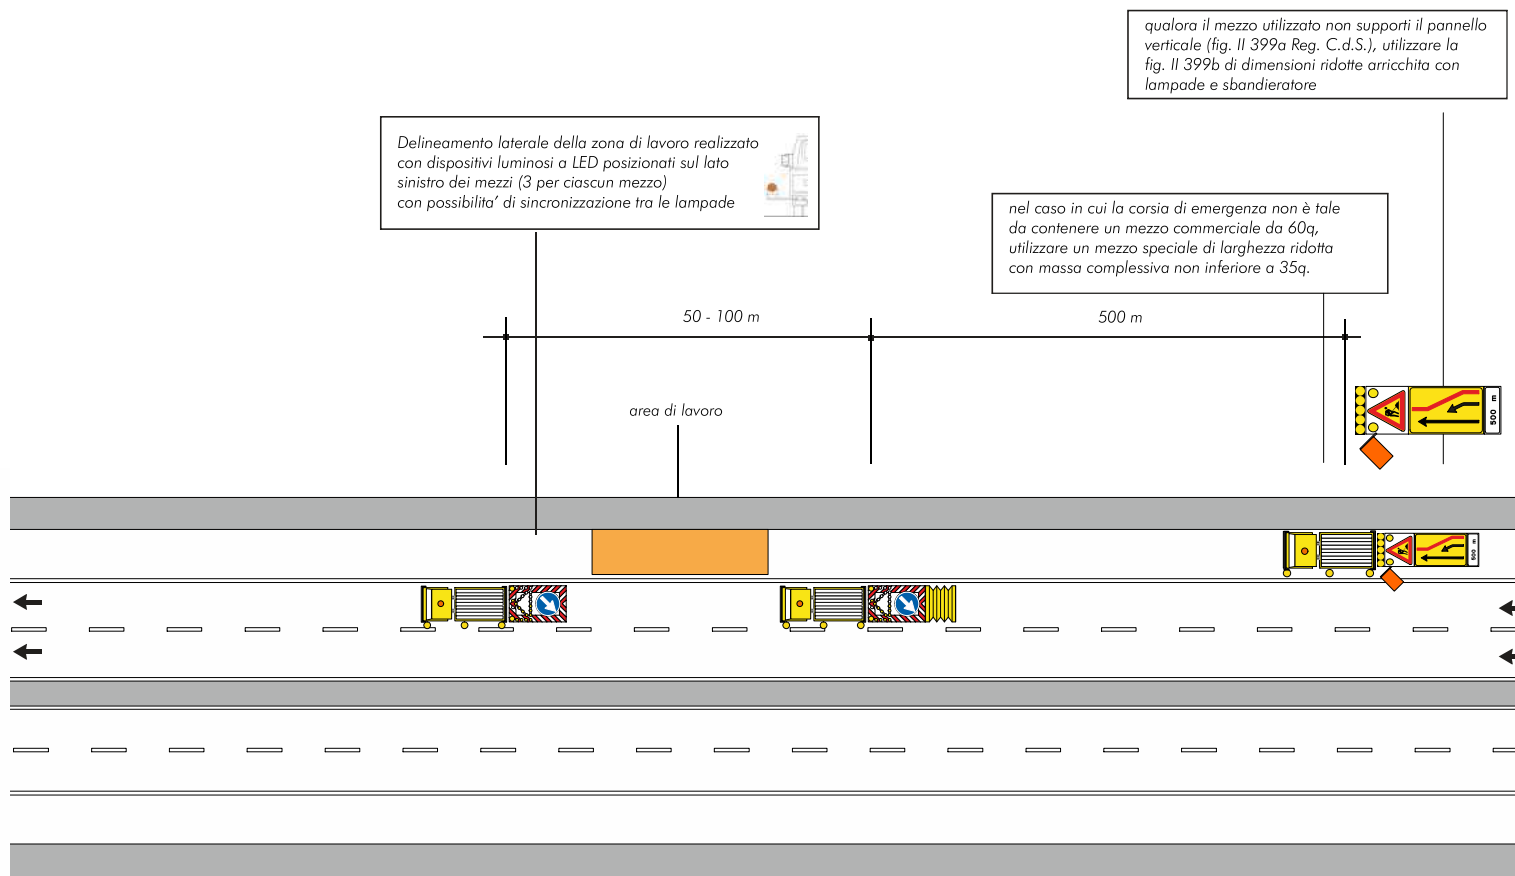 qualora il mezzo utilizzato non supporti il pannello
verticale (fig. II 399a Reg. C.d.S.), utilizzare la
fig. II 399b di dimensioni ridotte arricchita con
lampade e sbandieratore
Delineamento laterale della zona di lavoro realizzato
con dispositivi luminosi a LED posizionati sul lato
sinistro dei mezzi (3 per ciascun mezzo)
con possibilita’ di sincronizzazione tra le lampade
nel caso in cui la corsia di emergenza non è tale
da contenere un mezzo commerciale da 60q,
utilizzare un mezzo speciale di larghezza ridotta
con massa complessiva non inferiore a 35q.
50 - 100 m
500 m
area di lavoro
500 m
500 m